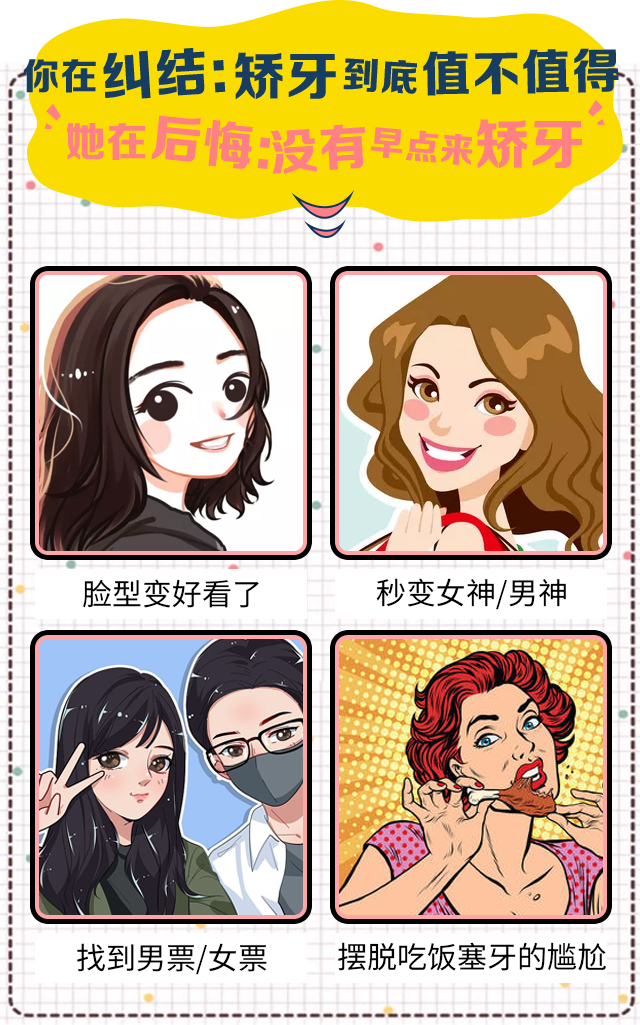 你在纠结:矫牙到底值不值得
她在后悔:没有早点来矫牙
脸型变好看了
秒变女神/男神
找到男票/女票
摆脱吃饭塞牙的尴尬